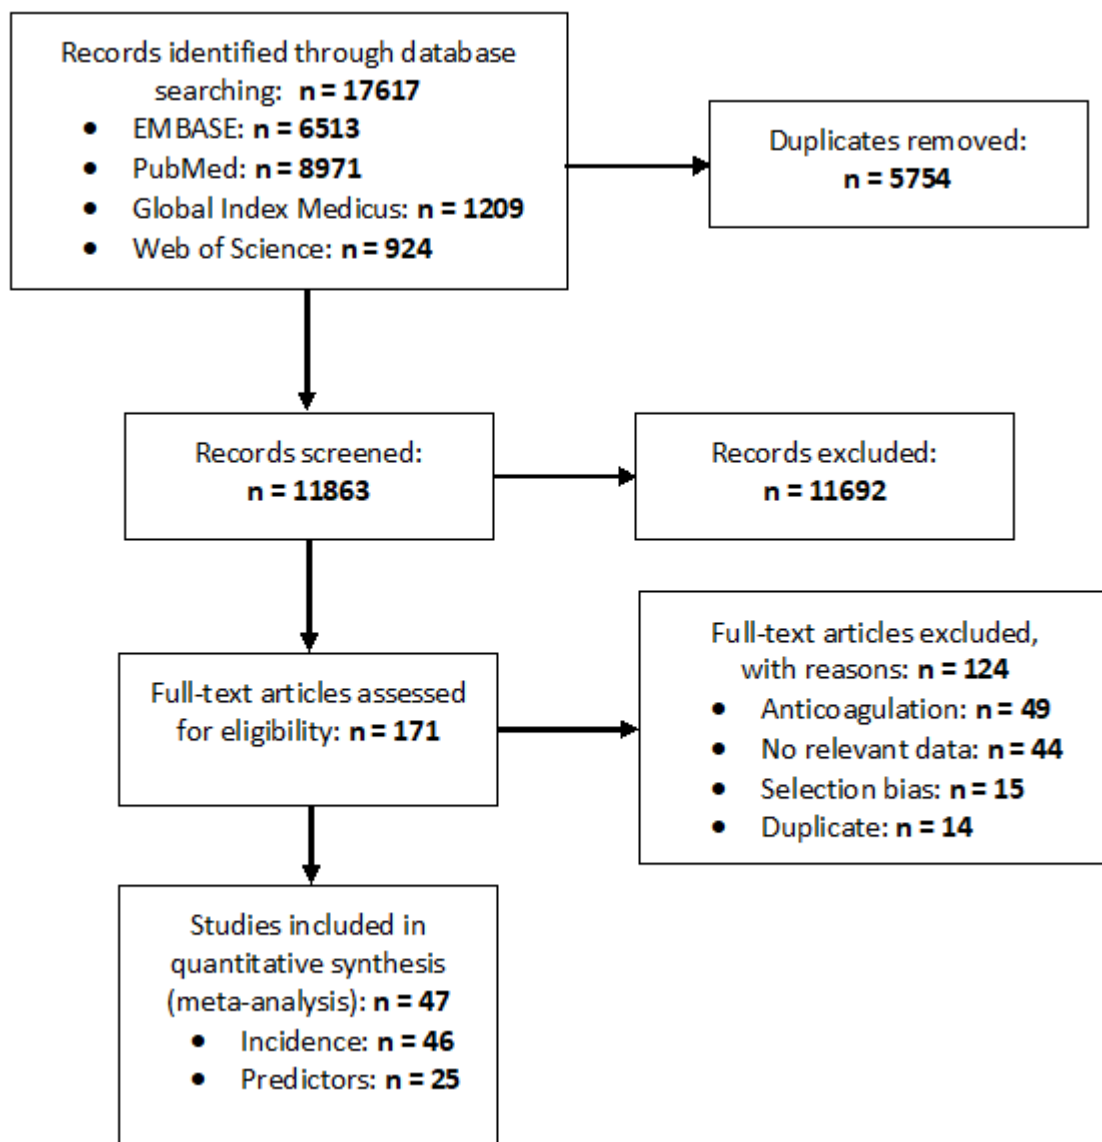 Records identified through database
searching: n = 17617
• EMBASE: n = 6513
• PubMed: n = 8971
• Global Index Medicus: n = 1209
• Web of Science: n = 924
Duplicates removed:
n = 5754
Records screened:
n = 11863
Records excluded:
n = 11692
Full-text articles assessed
for eligibility: n = 171
Full-text articles excluded,
with reasons: n = 124
• Anticoagulation: n = 49
• No relevant data: n = 44
• Selection bias: n = 15
• Duplicate: n = 14
Studies included in
quantitative synthesis
(meta-analysis): n = 47
• Incidence: n = 46
• Predictors: n = 25